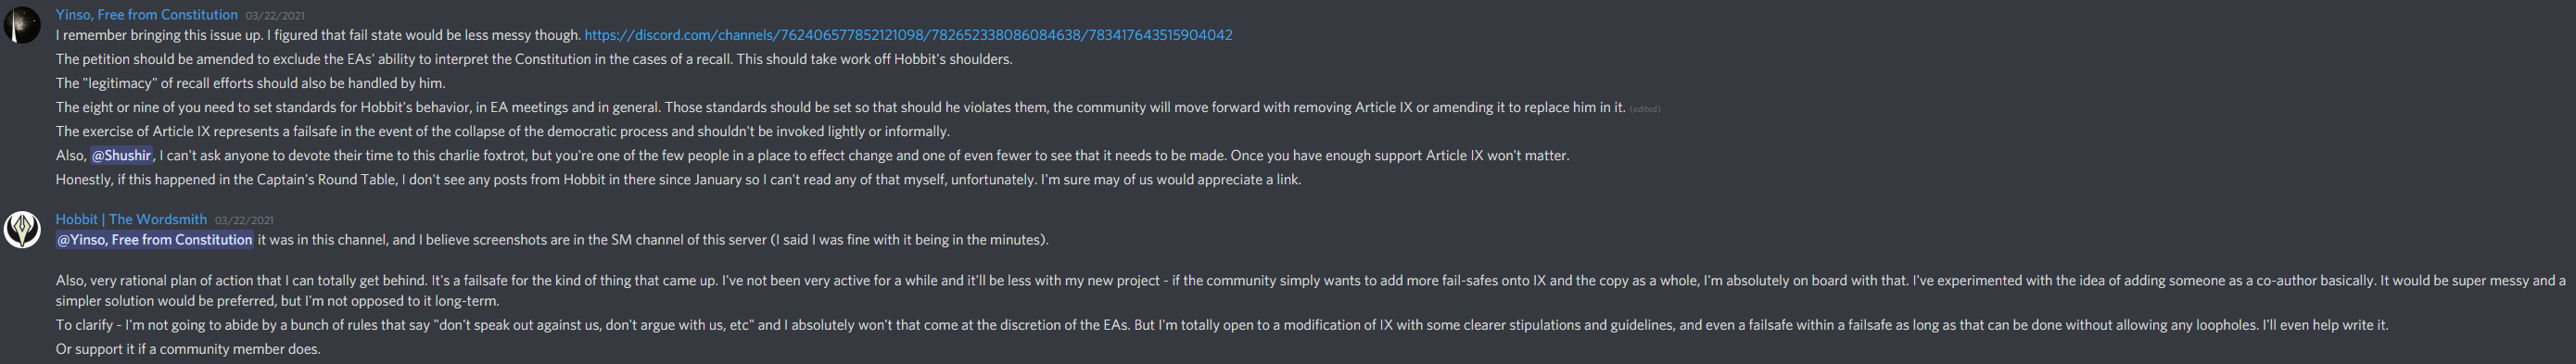 Yinso, Free from Constitution 03/22/2021
I remember bringing this issue up. I figured that fail state would be less messy though. https://discord.com/channels/762406577852121098/782652338086084638/783417643515904042
The petition should be amended to exclude the EAs' ability to interpret the Constitution in the cases of a recall. This should take work off Hobbit's shoulders.
The "legitimacy" of recall efforts should also be handled by him.
The eight or nine of you need to set standards for Hobbit's behavior, in EA meetings and in general. Those standards should be set so that should he violates them, the community will move forward with removing Article IX or amending it to replace him in it. (edited)
The exercise of Article IX represents a failsafe in the event of the collapse of the democratic process and shouldn't be invoked lightly or informally.
Also, @Shushir, I can't ask anyone to devote their time to this charlie foxtrot, but you're one of the few people in a place to effect change and one of even fewer to see that it needs to be made. Once you have enough support Article IX won't matter.
Honestly, if this happened in the Captain's Round Table, I don't see any posts from Hobbit in there since January so I can't read any of that myself, unfortunately. I'm sure may of us would appreciate a link.
Hobbit | The Wordsmith 03/22/2021
@Yinso, Free from Constitution it was in this channel, and I believe screenshots are in the SM channel of this server (I said I was fine with it being in the minutes).
Also, very rational plan of action that I can totally get behind. It's a failsafe for the kind of thing that came up. I've not been very active for a while and it'll be less with my new project - if the community simply wants to add more fail-safes onto IX and the copy as a whole, I'm absolutely on board with that. I've experimented with the idea of adding someone as a co-author basically. It would be super messy and a
simpler solution would be preferred, but I'm not opposed to it long-term.
To clarify - I'm not going to abide by a bunch of rules that say "don't speak out against us, don't argue with us, etc" and I absolutely won't that come at the discretion of the EAs. But I'm totally open to a modification of IX with some clearer stipulations and guidelines, and even a failsafe within a failsafe as long as that can be done without allowing any loopholes. I'll even help write it.
Or support it if a community member does.